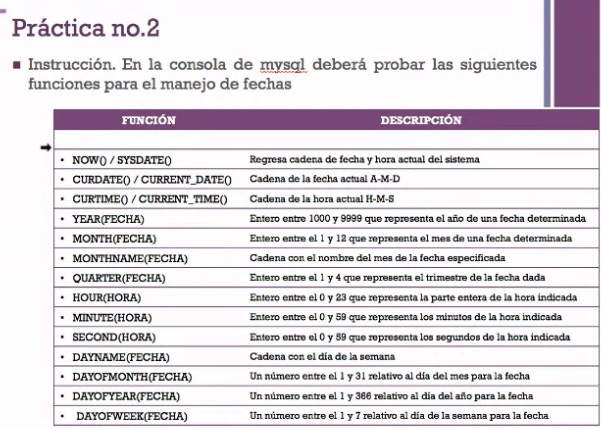 Práctica no.2
Instrucción. En la consola de mysql deberá probar las siguientes
funciones para el manejo de fechas
FUNCIÓN DESCRIPCIÓN
NOW() / SYSDATE() Regresa cadena de fecha y hora actual del sistema
CURDATE() / CURRENT_DATE() Cadena de la fecha actual A-M-D
CURTIME() / CURRENT_TIME() Cadena de la hora actual H-M-S
YEAR(FECHA) Entero entre 1000 y 9999 que representa el año de una fecha determinada
MONTH(FECHA) Entero entre el 1 y 12 que representa el mes de una fecha determinada
MONTHNAME(FECHA) Cadena con el nombre del mes de la fecha especificada
QUARTER(FECHA) Entero entre el 1 y 4 que representa el trimestre de la fecha dada
HOUR(HORA) Entero entre el 0 y 23 que representa la parte entera de la hora indicada
MINUTE(HORA) Entero entre el 0 y 59 que representa los minutos de la hora indicada
SECOND(HORA) Entero entre el 0 y 59 que representa los segundos de la hora indicada
DAYNAME(FECHA) Cadena con el día de la semana
DAYOFMONTH(FECHA) Un número entre el 1 y 31 relativo al día del mes para la fecha
DAYOFYEAR(FECHA) Un número entre el 1 y 366 relativo al día del año para la fecha
DAYOFWEEK(FECHA) Un número entre el 1 y 7 relativo al día de la semana para la fecha